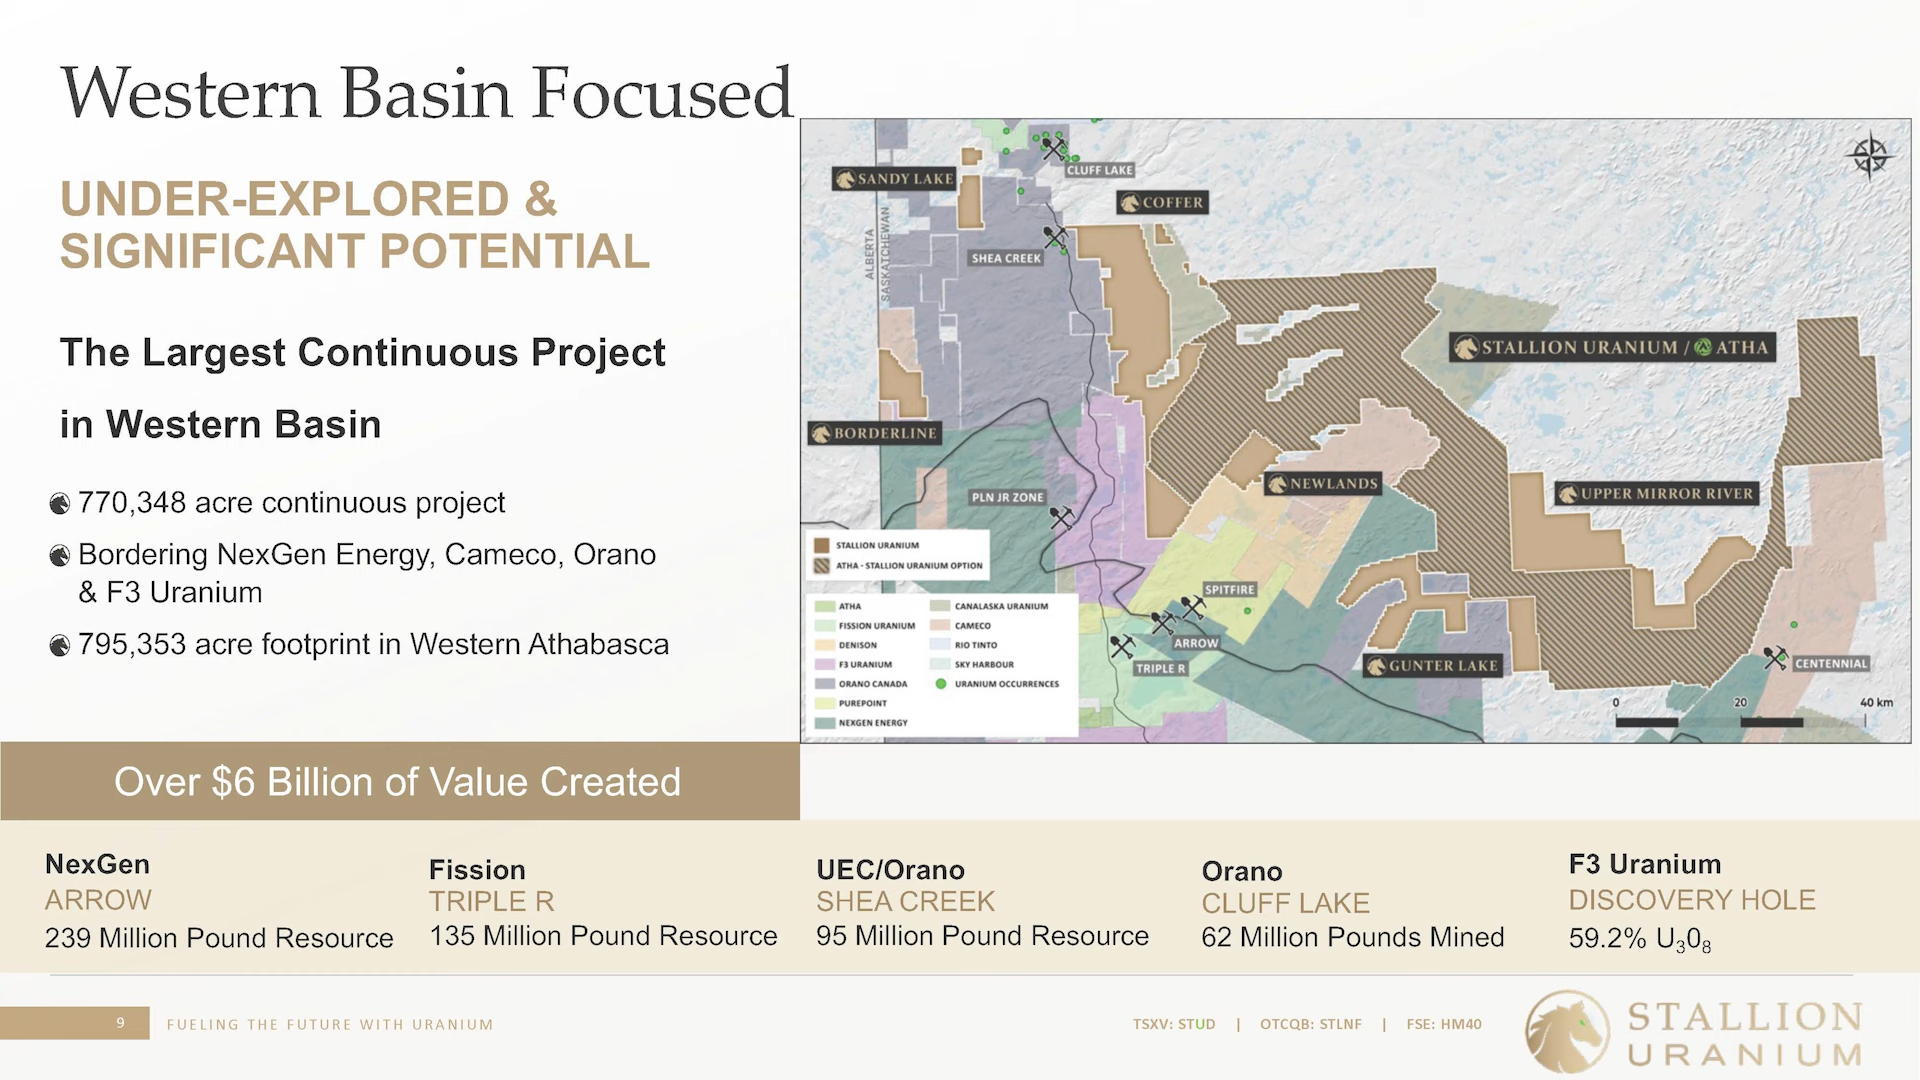 Western Basin Focused
UNDER-EXPLORED &
SIGNIFICANT POTENTIAL
The Largest Continuous Project
in Western Basin
770,348 acre continuous project
Bordering NexGen Energy, Cameco, Orano
& F3 Uranium
795,353 acre footprint in Western Athabasca
SANDY LAKE
CLUFF LAKE
COFFER
ALBERTA
SASKATCHEWAN
SHEA CREEK
STALLION URANIUM / ATHA
BORDERLINE
NEWLANDS
PLN JR ZONE
UPPER MIRROR RIVER
STALLION URANIUM
ATHA - STALLION URANIUM OPTION
SPITFIRE
ARROW
TRIPLE R
GUNTER LAKE
CENTENNIAL
ATHA
FISSION URANIUM
DENISON
F3 URANIUM
ORANO CANADA
PUREPOINT
NEXGEN ENERGY
CANALASKA URANIUM
CAMECO
RIO TINTO
SKY HARBOUR
URANIUM OCCURRENCES
0 20 40 km
Over $6 Billion of Value Created
NexGen
ARROW
239 Million Pound Resource
Fission
TRIPLE R
135 Million Pound Resource
UEC/Orano
SHEA CREEK
95 Million Pound Resource
Orano
CLUFF LAKE
62 Million Pounds Mined
F3 Uranium
DISCOVERY HOLE
59.2% U₃0₈
9
FUELING THE FUTURE WITH URANIUM
TSXV: STUD | OTCQB: STLNF | FSE: HM40
STALLION
URANIUM